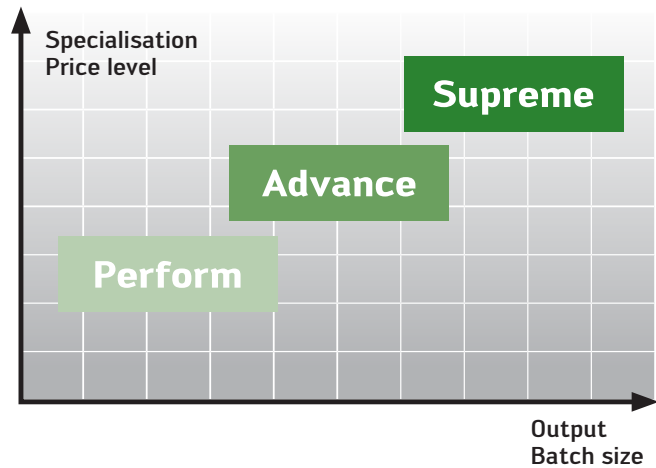 Specialisation
Price level
Supreme
Advance
Perform
Output
Batch size